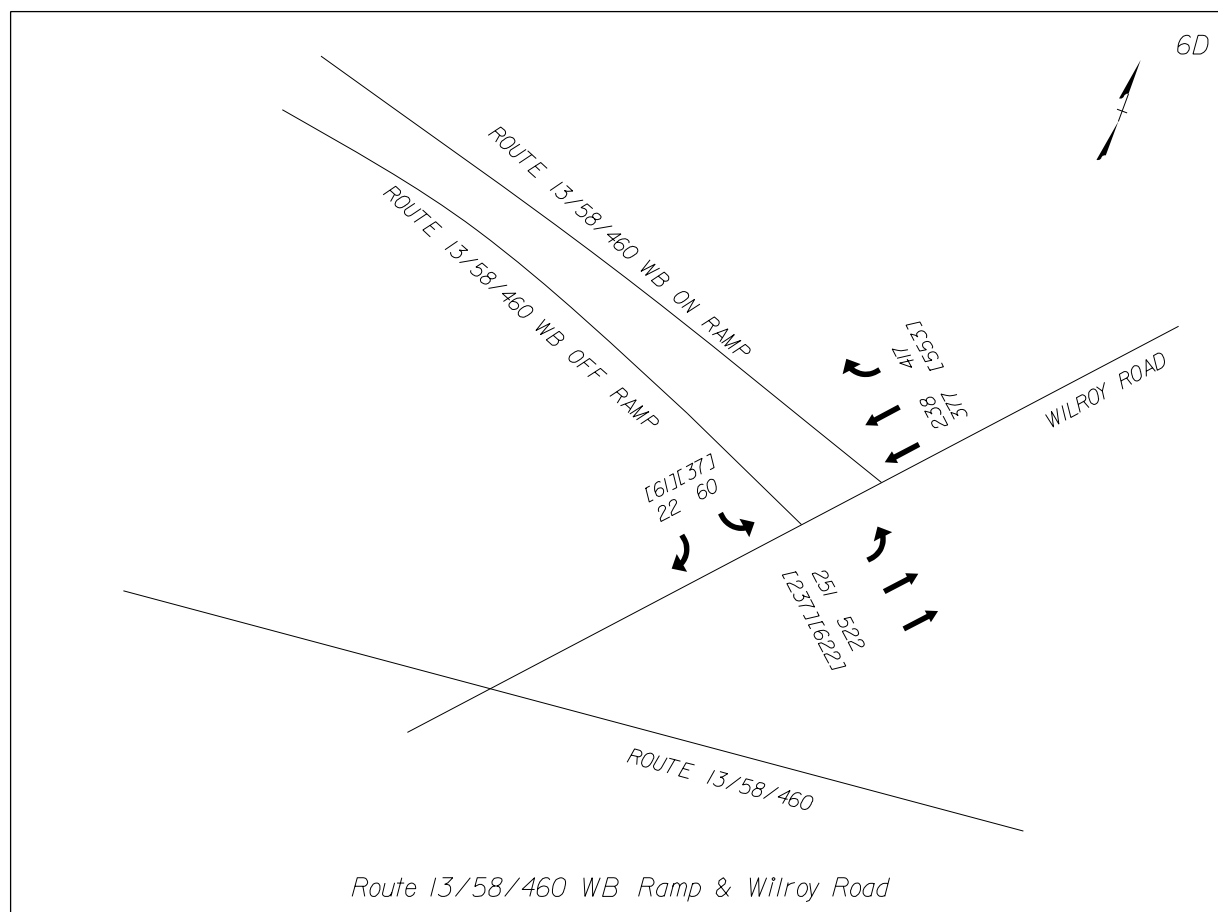 6D
ROUTE 13/58/460 WB ON RAMP
ROUTE 13/58/460 WB OFF RAMP
[553]
417
377
238
WILROY ROAD
[61][37]
22 60
251 522
[237][622]
ROUTE 13/58/460
Route 13/58/460 WB Ramp & Wilroy Road